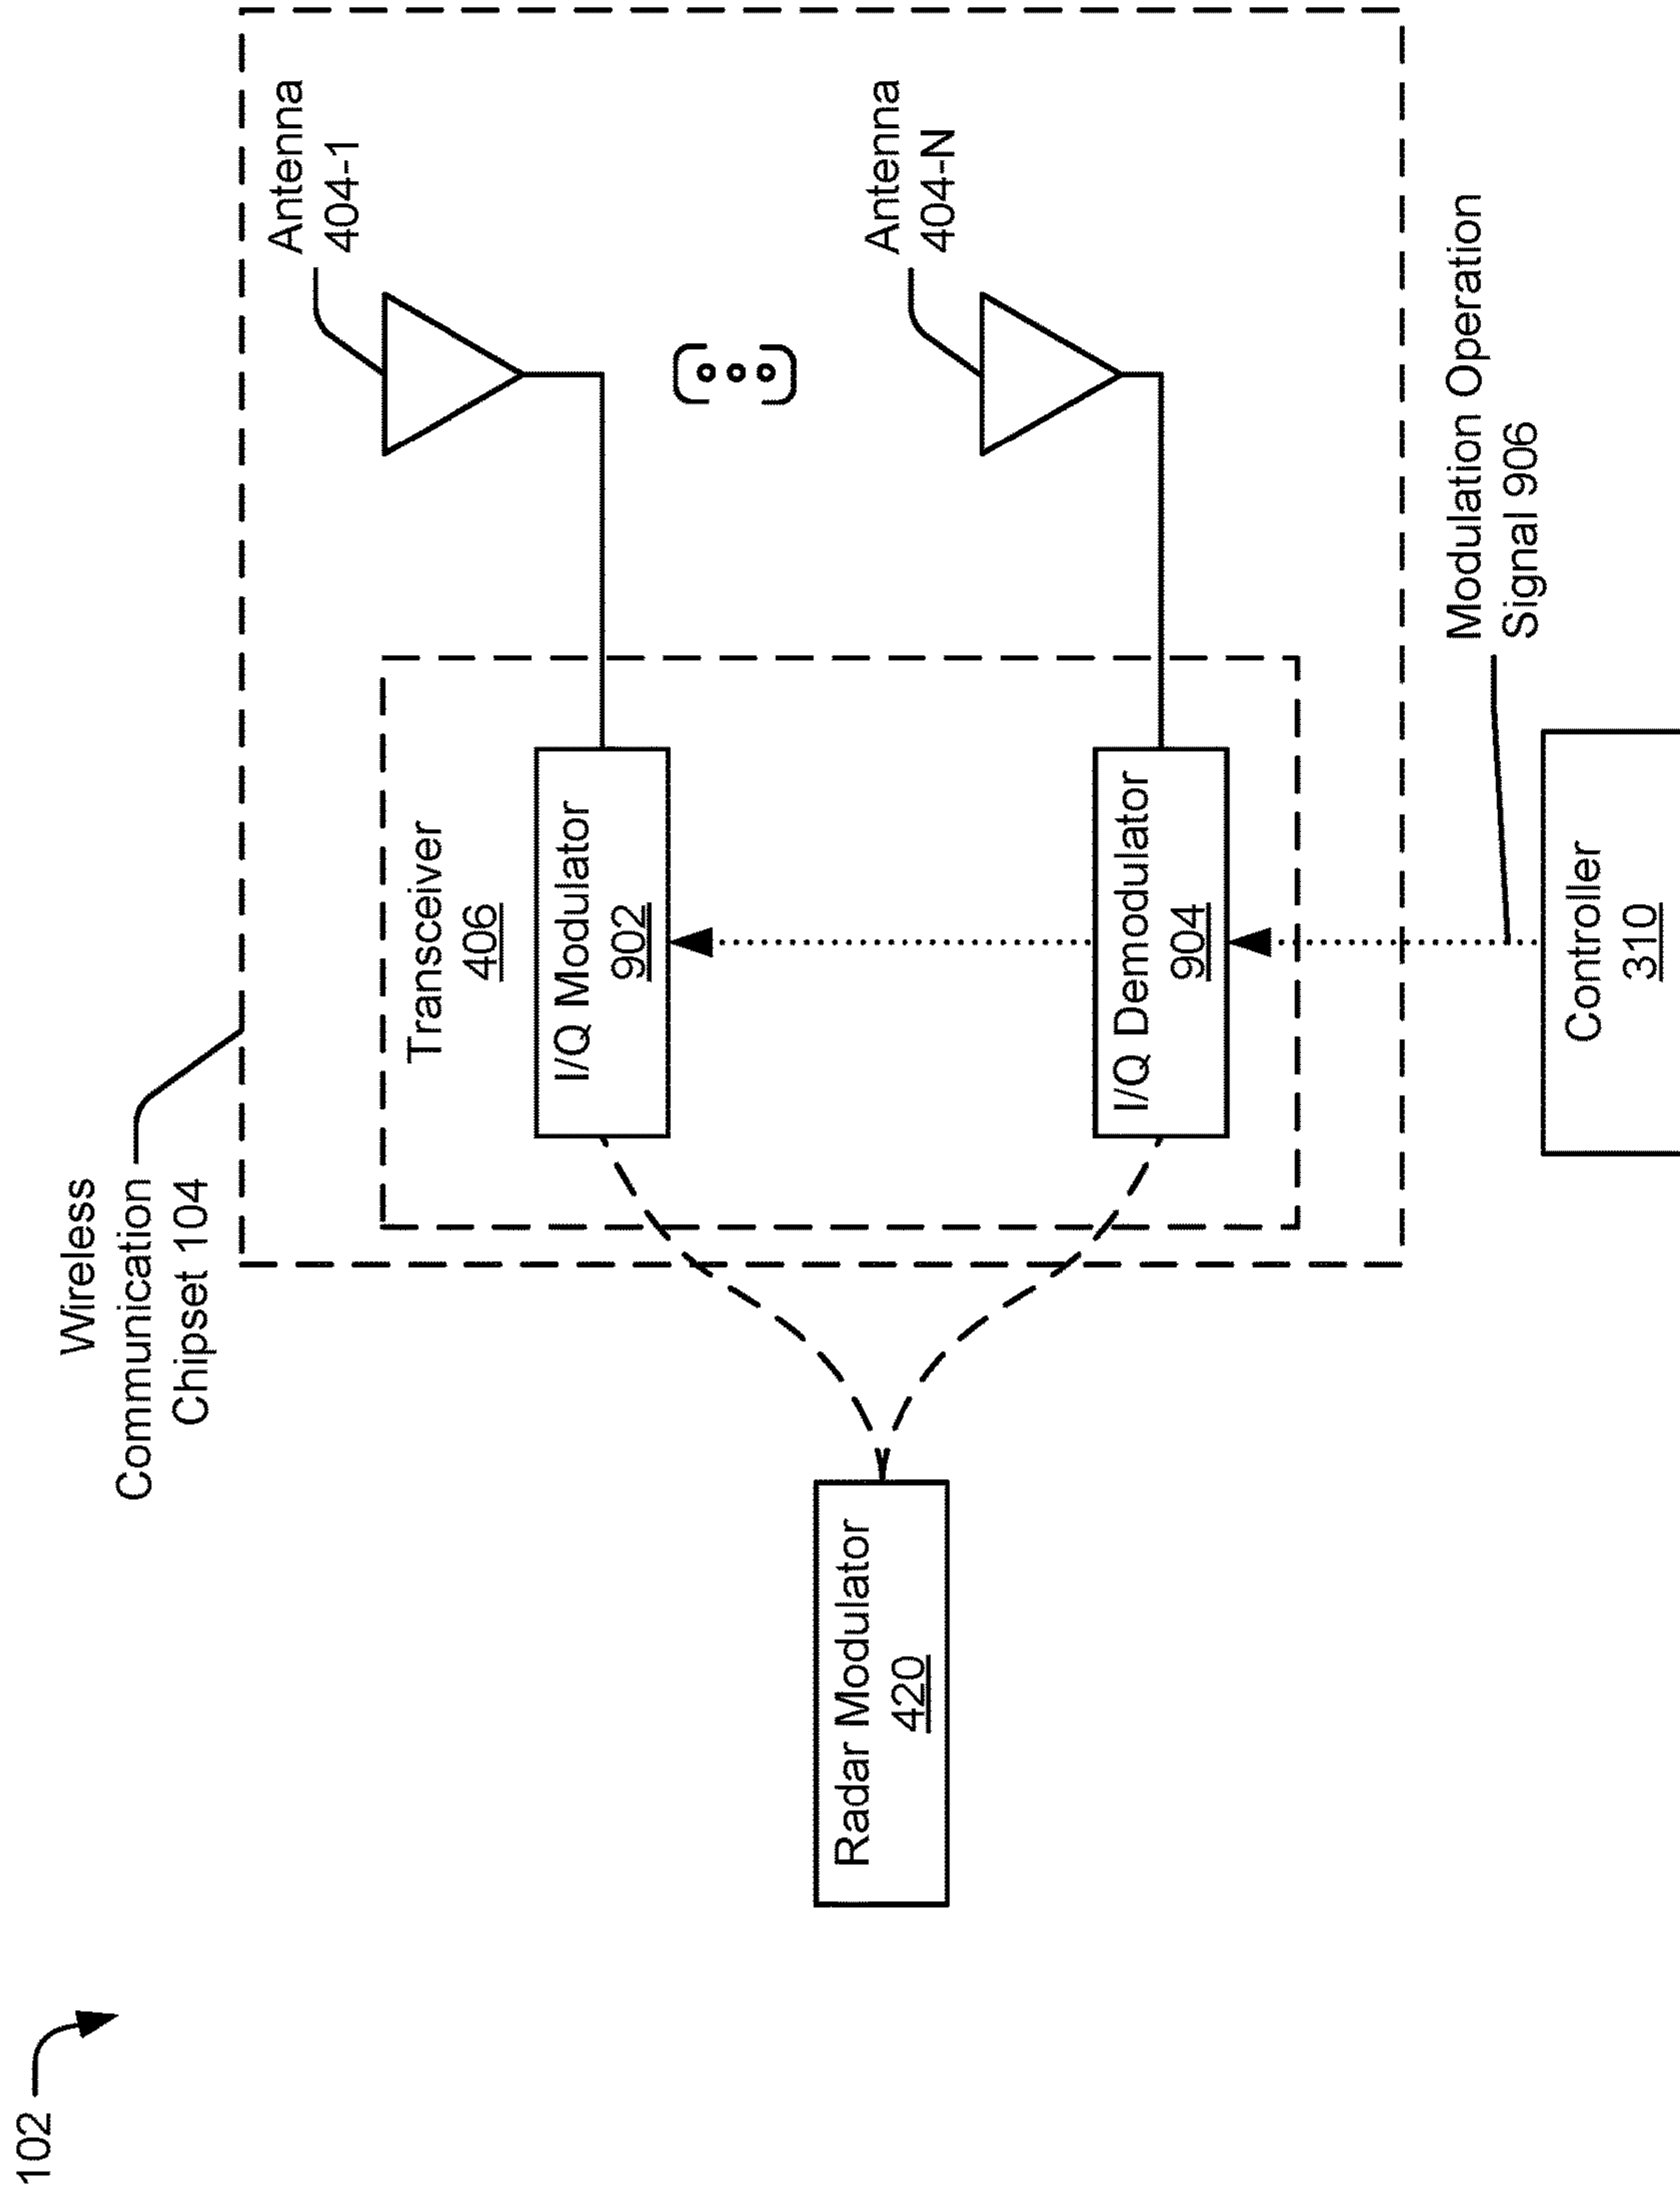 102
Wireless
Communication
Chipset 104
Antenna
404-1
Transceiver
406
I/Q Modulator
902
Radar Modulator
420
Antenna
404-N
I/Q Demodulator
904
Modulation Operation
Signal 906
Controller
310